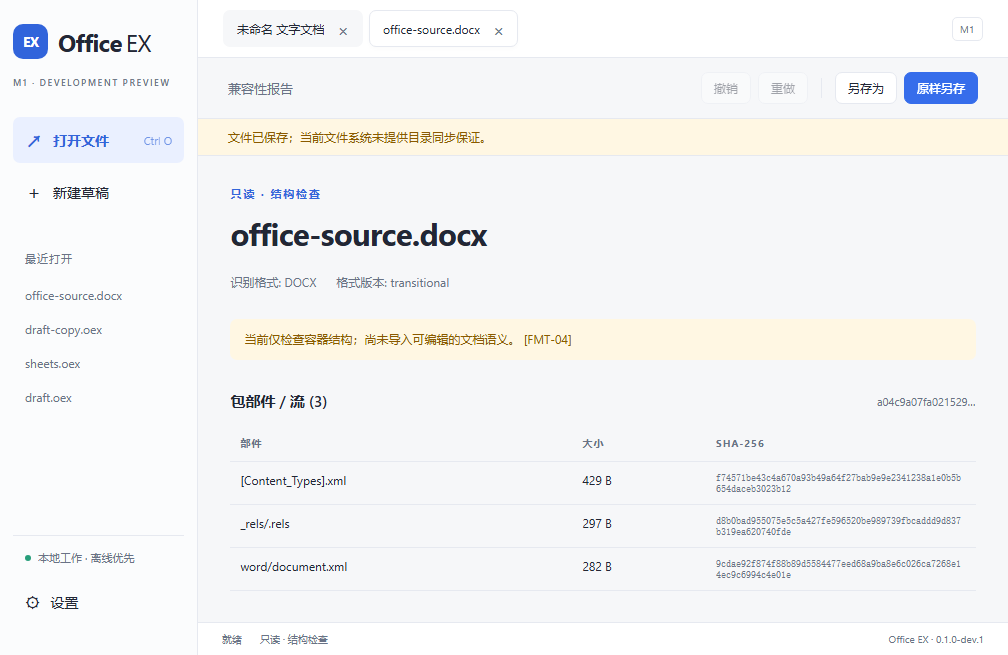 EX Office EX
M1 · DEVELOPMENT PREVIEW
打开文件 Ctrl O
新建草稿
最近打开
office-source.docx
draft-copy.oex
sheets.oex
draft.oex
本地工作 · 离线优先
设置
未命名 文字文档 ×
office-source.docx ×
M1
兼容性报告
撤销
重做
另存为
原样另存
文件已保存；当前文件系统未提供目录同步保证。
只读 · 结构检查
office-source.docx
识别格式: DOCX 格式版本: transitional
当前仅检查容器结构；尚未导入可编辑的文档语义。 [FMT-04]
包部件 / 流 (3) a04c9a07fa021529...
部件 大小 SHA-256
[Content_Types].xml 429 B f74571be43c4a670a93b49a64f27bab9e9e2341238a1e0b5b
654daceb3023b12
_rels/.rels 297 B d8b0bad955075e5c5a427fe596520be989739fbcaddd9d837
b319ea620740fde
word/document.xml 282 B 9cdae92f874f88b89d5584477eed68a9ba8e6c026ca7268e1
4ec9c6994c4e01e
就绪 只读 · 结构检查 Office EX · 0.1.0-dev.1